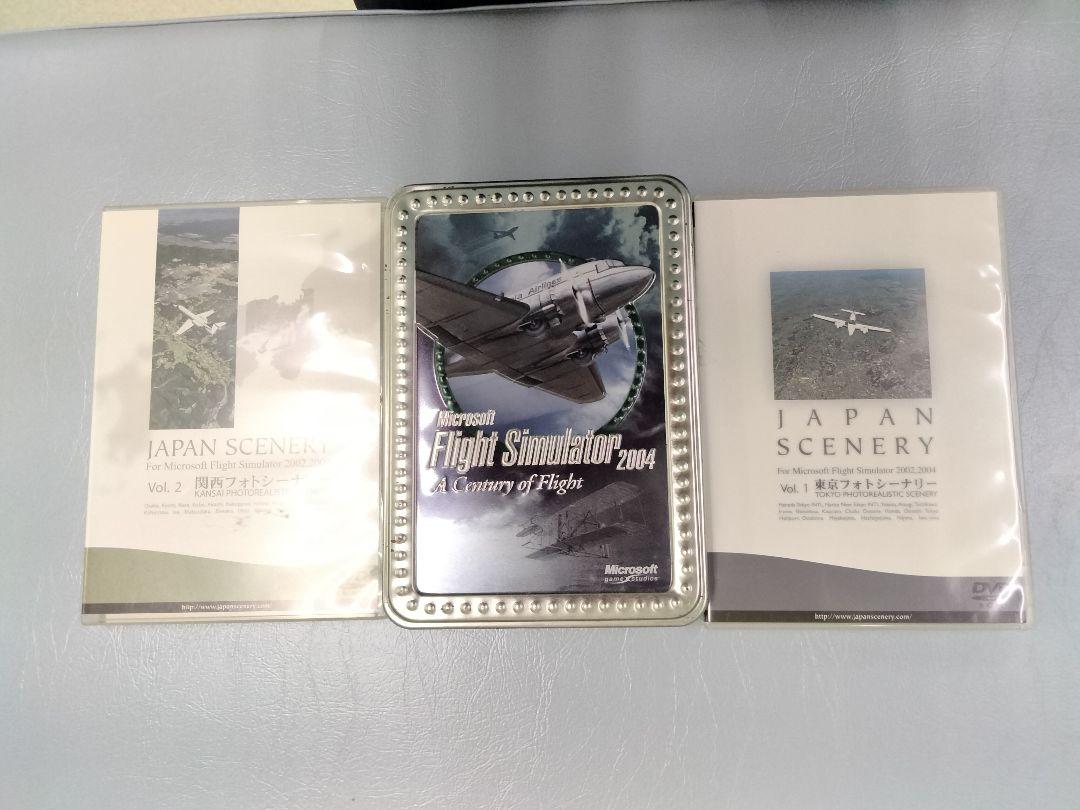 JAPAN SCENERY
For Microsoft Flight Simulator 2002,200
Vol. 2 関西フォトシーナ
KANSAI PHOTOREALISTIC
http://www.japanscenery.com/
Airlines
Microsoft
Flight Simulator 2004
A Century of Flight
Microsoft
game studios
JAPAN
SCENERY
For Microsoft Flight Simulator 2002,2004
Vol. 1 東京フォトシーナリー
TOKYO PHOTOREALISTIC SCENERY
DVD
http://www.japanscenery.com/